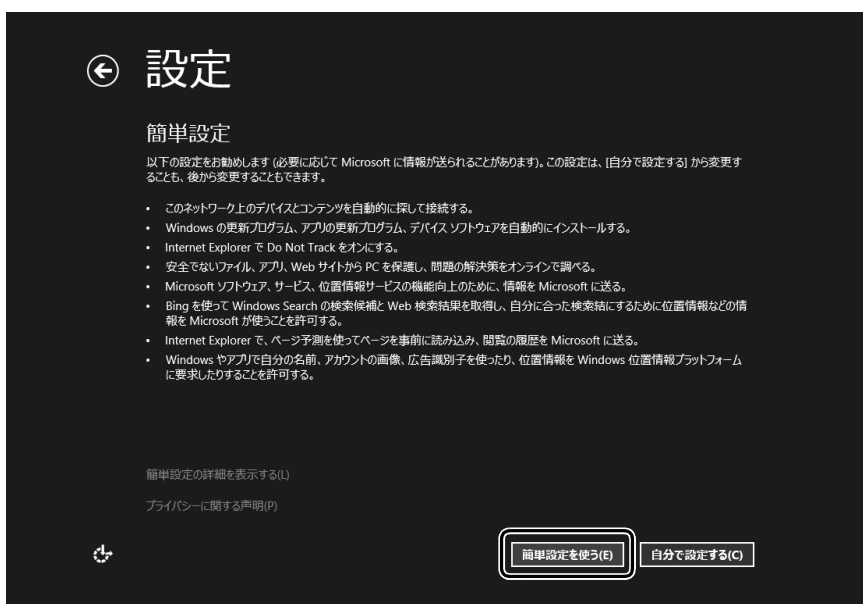 設定
簡単設定
以下の設定をお勧めします (必要に応じて Microsoft に情報が送られることがあります)。この設定は、[自分で設定する] から変更す
ることも、後から変更することもできます。
• このネットワーク上のデバイスとコンテンツを自動的に探して接続する。
• Windows の更新プログラム、アプリの更新プログラム、デバイス ソフトウェアを自動的にインストールする。
• Internet Explorer で Do Not Track をオンにする。
• 安全でないファイル、アプリ、Web サイトから PC を保護し、問題の解決策をオンラインで調べる。
• Microsoft ソフトウェア、サービス、位置情報サービスの機能向上のために、情報を Microsoft に送る。
• Bing を使って Windows Search の検索候補と Web 検索結果を取得し、自分に合った検索結にするために位置情報などの情
報を Microsoft が使うことを許可する。
• Internet Explorer で、ページ予測を使ってページを事前に読み込み、閲覧の履歴を Microsoft に送る。
• Windows やアプリで自分の名前、アカウントの画像、広告識別子を使ったり、位置情報を Windows 位置情報プラットフォーム
に要求したりすることを許可する。
簡単設定の詳細を表示する(L)
プライバシーに関する声明(P)
簡単設定を使う(E) 自分で設定する(C)